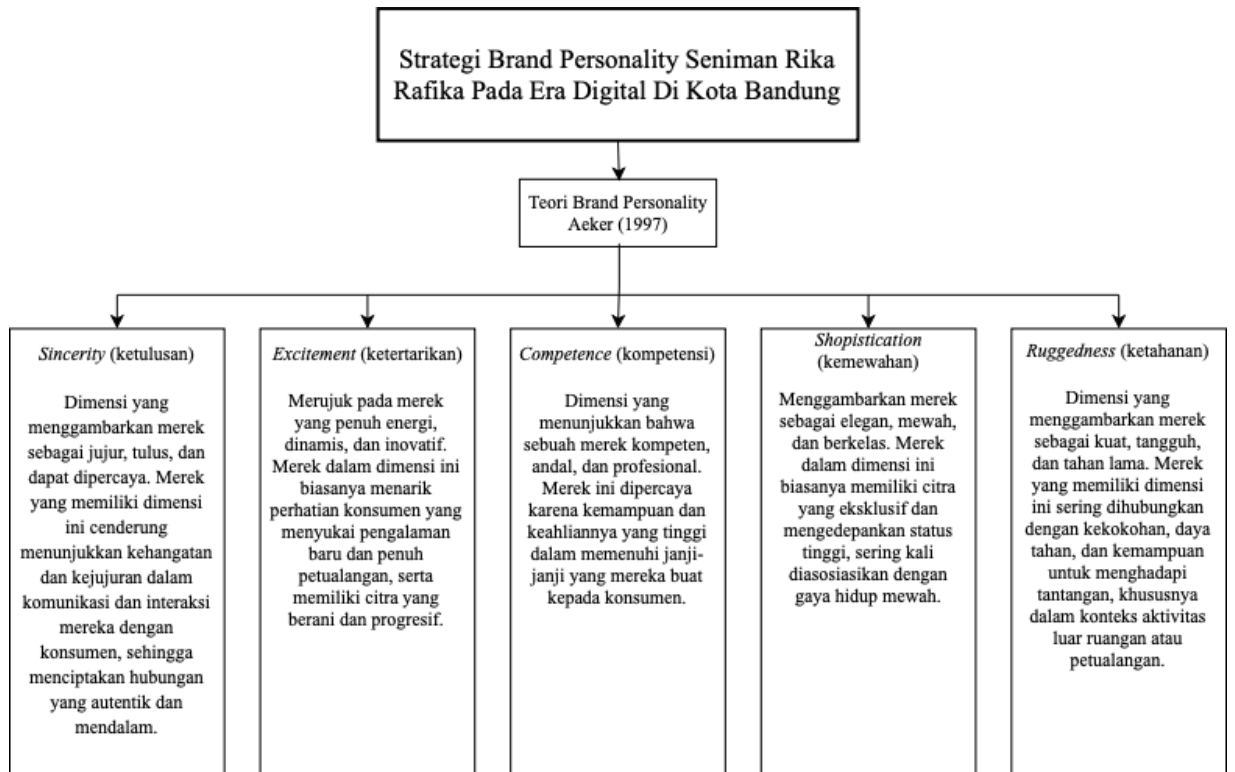 Strategi Brand Personality Seniman Rika
Rafika Pada Era Digital Di Kota Bandung
Teori Brand Personality
Aeker (1997)
Sincerity (ketulusan)
Dimensi yang
menggambarkan merek
sebagai jujur, tulus, dan
dapat dipercaya. Merek
yang memiliki dimensi
ini cenderung
menunjukkan kehangatan
dan kejujuran dalam
komunikasi dan interaksi
mereka dengan
konsumen, sehingga
menciptakan hubungan
yang autentik dan
mendalam.
Excitement (ketertarikan)
Merujuk pada merek
yang penuh energi,
dinamis, dan inovatif.
Merek dalam dimensi ini
biasanya menarik
perhatian konsumen yang
menyukai pengalaman
baru dan penuh
petualangan, serta
memiliki citra yang
berani dan progresif.
Competence (kompetensi)
Dimensi yang
menunjukkan bahwa
sebuah merek kompeten,
andal, dan profesional.
Merek ini dipercaya
karena kemampuan dan
keahliannya yang tinggi
dalam memenuhi janji-
janji yang mereka buat
kepada konsumen.
Shopistication
(kemewahan)
Menggambarkan merek
sebagai elegan, mewah,
dan berkelas. Merek
dalam dimensi ini
biasanya memiliki citra
yang eksklusif dan
mengedepankan status
tinggi, sering kali
diasosiasikan dengan
gaya hidup mewah.
Ruggedness (ketahanan)
Dimensi yang
menggambarkan merek
sebagai kuat, tangguh,
dan tahan lama. Merek
yang memiliki dimensi
ini sering dihubungkan
dengan kekokohan, daya
tahan, dan kemampuan
untuk menghadapi
tantangan, khususnya
dalam konteks aktivitas
luar ruangan atau
petualangan.